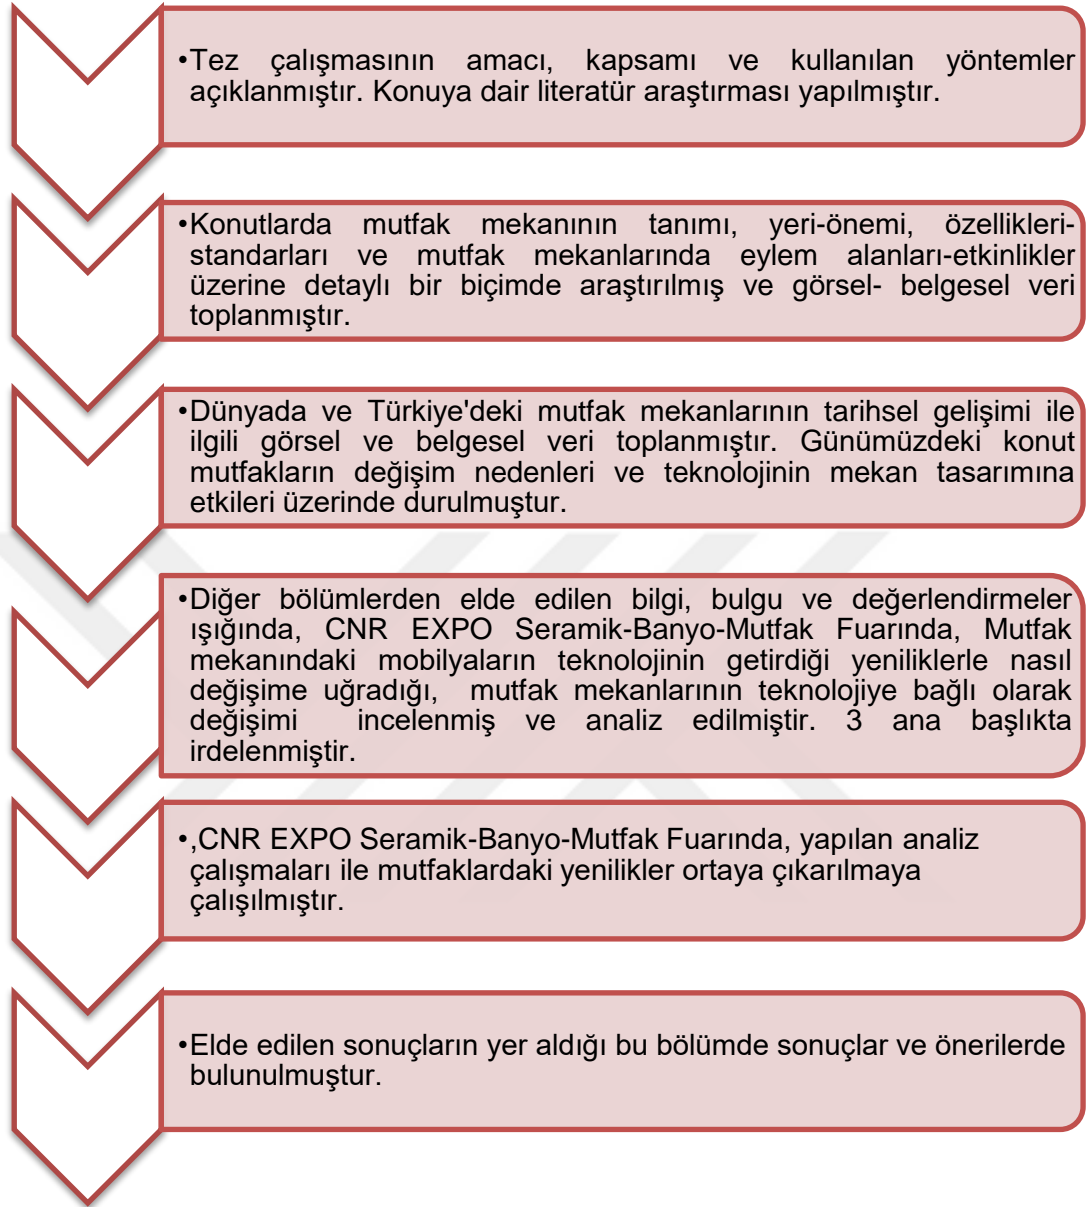 •Tez çalışmasının amacı, kapsamı ve kullanılan yöntemler
açıklanmıştır. Konuya dair literatür araştırması yapılmıştır.
•Konutlarda mutfak mekanının tanımı, yeri-önemi, özellikleri-
standarları ve mutfak mekanlarında eylem alanları-etkinlikler
üzerine detaylı bir biçimde araştırılmış ve görsel- belgesel veri
toplanmıştır.
•Dünyada ve Türkiye'deki mutfak mekanlarının tarihsel gelişimi ile
ilgili görsel ve belgesel veri toplanmıştır. Günümüzdeki konut
mutfakların değişim nedenleri ve teknolojinin mekan tasarımına
etkileri üzerinde durulmuştur.
•Diğer bölümlerden elde edilen bilgi, bulgu ve değerlendirmeler
ışığında, CNR EXPO Seramik-Banyo-Mutfak Fuarında, Mutfak
mekanındaki mobilyaların teknolojinin getirdiği yeniliklerle nasıl
değişime uğradığı, mutfak mekanlarının teknolojiye bağlı olarak
değişimi incelenmiş ve analiz edilmiştir. 3 ana başlıkta
irdelenmiştir.
•,CNR EXPO Seramik-Banyo-Mutfak Fuarında, yapılan analiz
çalışmaları ile mutfaklardaki yenilikler ortaya çıkarılmaya
çalışılmıştır.
•Elde edilen sonuçların yer aldığı bu bölümde sonuçlar ve önerilerde
bulunulmuştur.